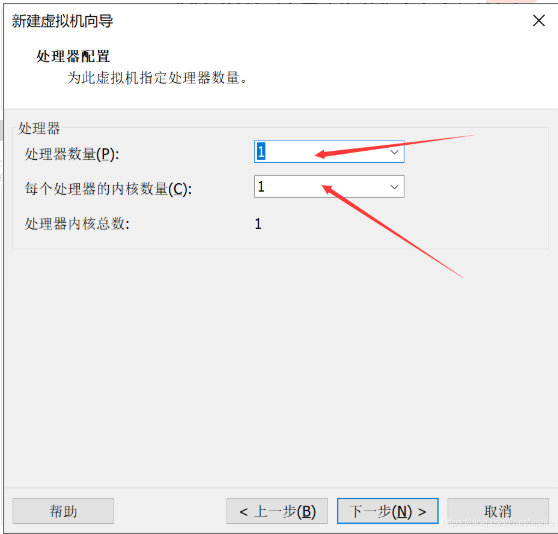 新建虚拟机向导
处理器配置
为此虚拟机指定处理器数量。
处理器
处理器数量(P):
1
每个处理器的内核数量(C):
1
处理器内核总数:
1
帮助
< 上一步(B)
下一步(N) >
取消